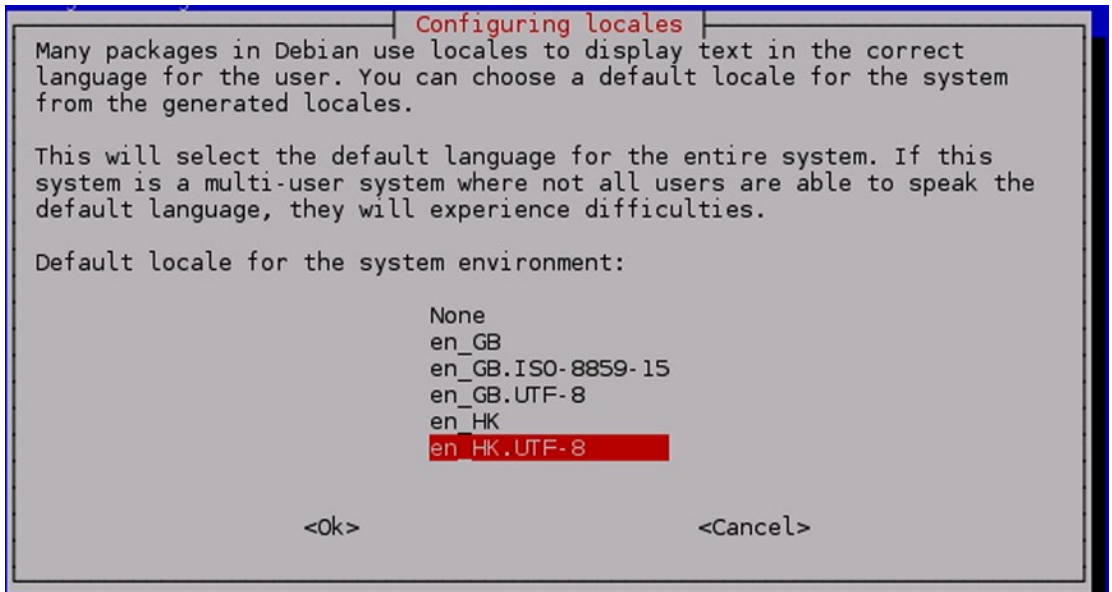 Configuring locales
Many packages in Debian use locales to display text in the correct
language for the user. You can choose a default locale for the system
from the generated locales.
This will select the default language for the entire system. If this
system is a multi-user system where not all users are able to speak the
default language, they will experience difficulties.
Default locale for the system environment:
None
en_GB
en_GB.ISO-8859-15
en_GB.UTF-8
en_HK
en_HK.UTF-8
<Ok> <Cancel>